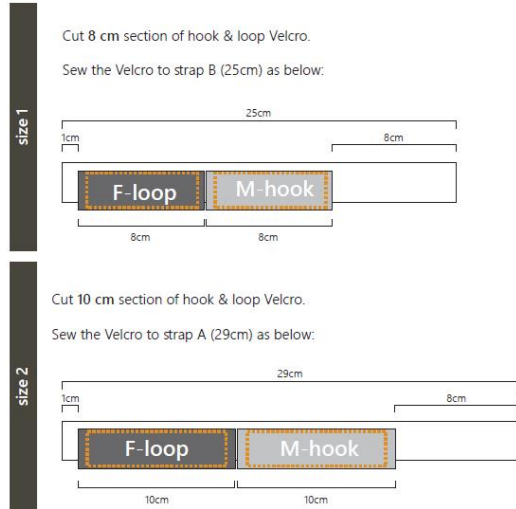 size 1
Cut 8 cm section of hook & loop Velcro.
Sew the Velcro to strap B (25cm) as below:
25cm
1cm
8cm
F-loop
M-hook
8cm
8cm
size 2
Cut 10 cm section of hook & loop Velcro.
Sew the Velcro to strap A (29cm) as below:
29cm
1cm
8cm
F-loop
M-hook
10cm
10cm